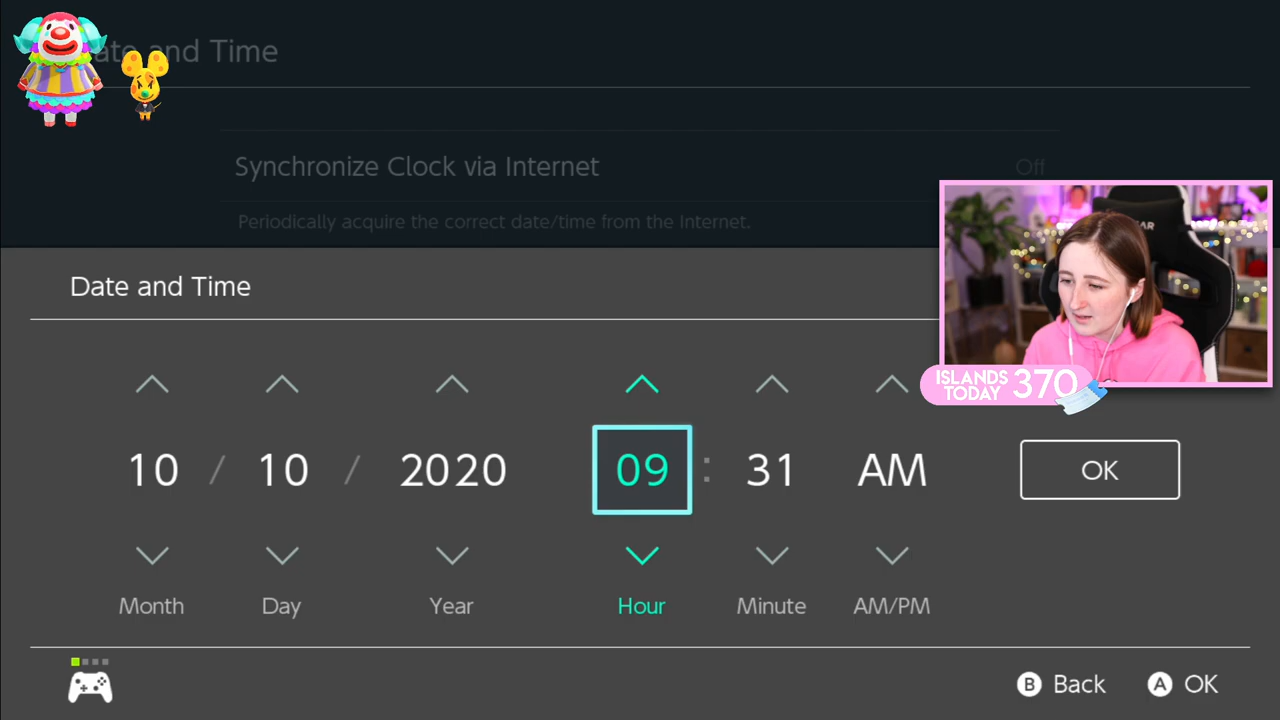 Date and Time
Synchronize Clock via Internet Off
Periodically acquire the correct date/time from the Internet.
Date and Time
ISLANDS TODAY 370
10 / 10 / 2020 09 : 31 AM OK
Month Day Year Hour Minute AM/PM
B Back A OK